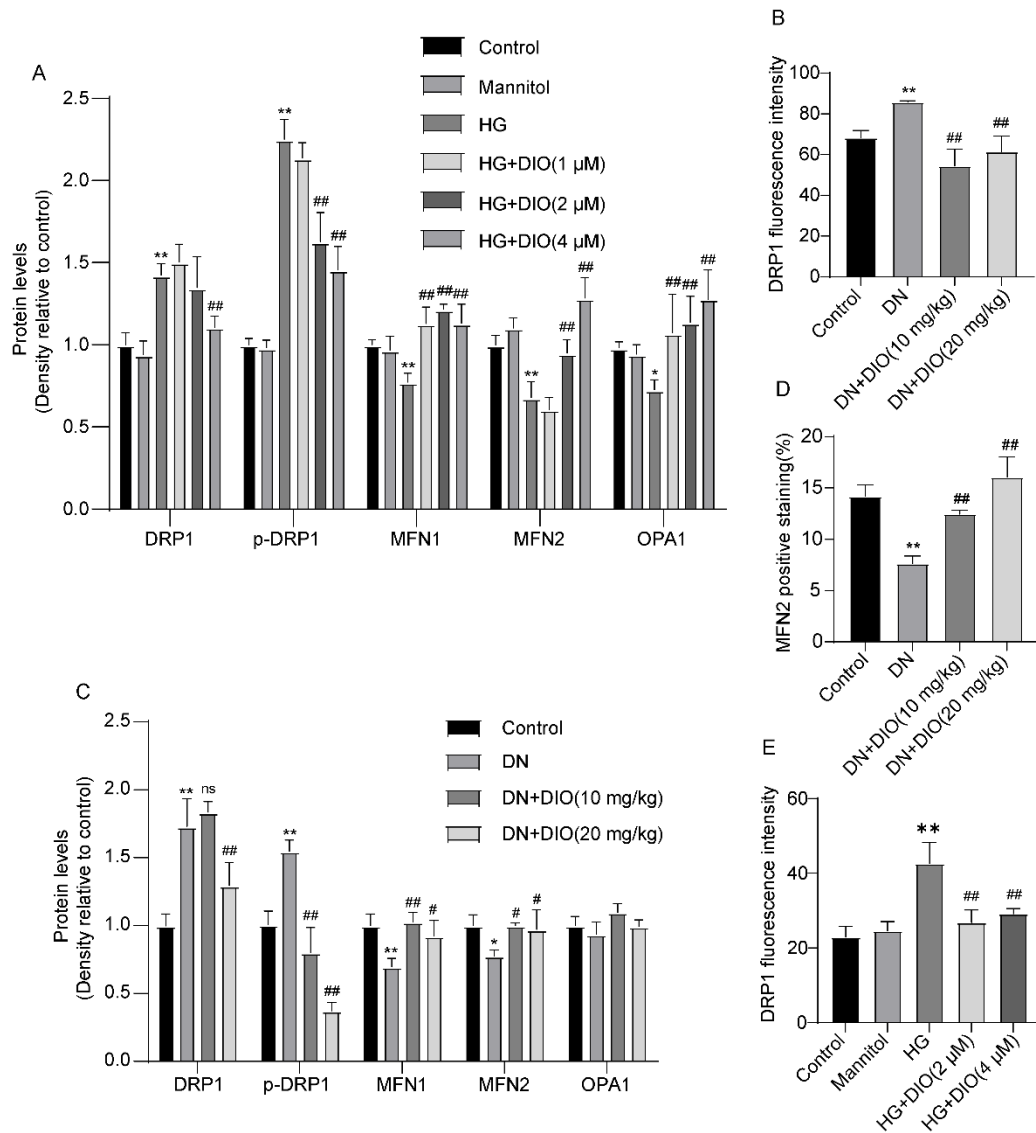 A
Control
Mannitol
HG
HG+DIO(1 μM)
HG+DIO(2 μM)
HG+DIO(4 μM)
Protein levels
(Density relative to control)
2.5
2.0
1.5
1.0
0.5
0.0
**
##
**
##
##
**
##
##
##
**
##
##
*
##
##
##
DRP1
p-DRP1
MFN1
MFN2
OPA1
B
DRP1 fluorescence intensity
100
80
60
40
20
0
**
##
##
Control
DN
DN+DIO(10 mg/kg)
DN+DIO(20 mg/kg)
C
Control
DN
DN+DIO(10 mg/kg)
DN+DIO(20 mg/kg)
Protein levels
(Density relative to control)
2.5
2.0
1.5
1.0
0.5
0.0
**
ns
##
**
##
##
**
##
#
*
#
#
DRP1
p-DRP1
MFN1
MFN2
OPA1
D
MFN2 positive staining(%)
20
15
10
5
0
**
##
##
Control
DN
DN+DIO(10 mg/kg)
DN+DIO(20 mg/kg)
E
DRP1 fluorescence intensity
60
40
20
0
**
##
##
Control
Mannitol
HG
HG+DIO(2 μM)
HG+DIO(4 μM)